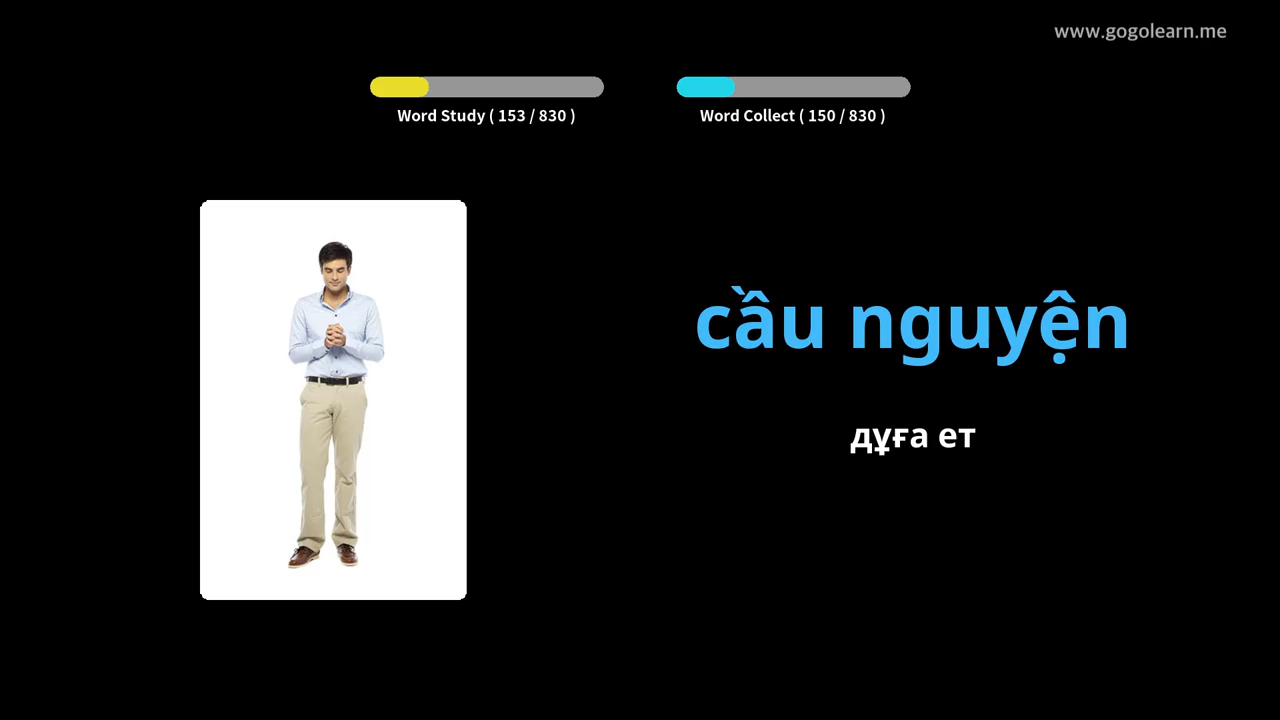 www.gogolearn.me
Word Study ( 153 / 830 )
Word Collect ( 150 / 830 )
cầu nguyện
дұға ет